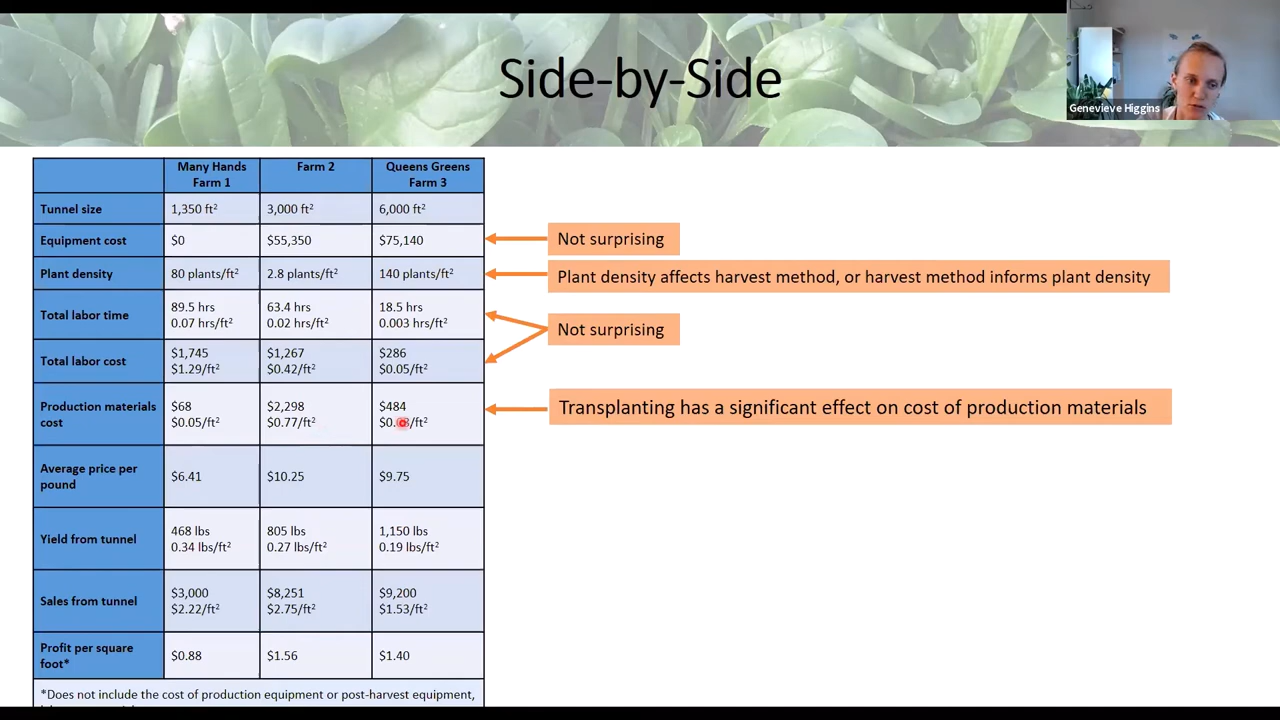 Side-by-Side
Genevieve Higgins
Many Hands Farm 1
Farm 2
Queens Greens Farm 3
Tunnel size
1,350 ft²
3,000 ft²
6,000 ft²
Equipment cost
$0
$55,350
$75,140
Not surprising
Plant density
80 plants/ft²
2.8 plants/ft²
140 plants/ft²
Plant density affects harvest method, or harvest method informs plant density
Total labor time
89.5 hrs
0.07 hrs/ft²
63.4 hrs
0.02 hrs/ft²
18.5 hrs
0.003 hrs/ft²
Not surprising
Total labor cost
$1,745
$1.29/ft²
$1,267
$0.42/ft²
$286
$0.05/ft²
Production materials
cost
$68
$0.05/ft²
$2,298
$0.77/ft²
$484
Transplanting has a significant effect on cost of production materials
Average price per
pound
$6.41
$10.25
$9.75
Yield from tunnel
468 lbs
0.34 lbs/ft²
805 lbs
0.27 lbs/ft²
1,150 lbs
0.19 lbs/ft²
Sales from tunnel
$3,000
$2.22/ft²
$8,251
$2.75/ft²
$9,200
$1.53/ft²
Profit per square
foot*
$0.88
$1.56
$1.40
*Does not include the cost of production equipment or post-harvest equipment,